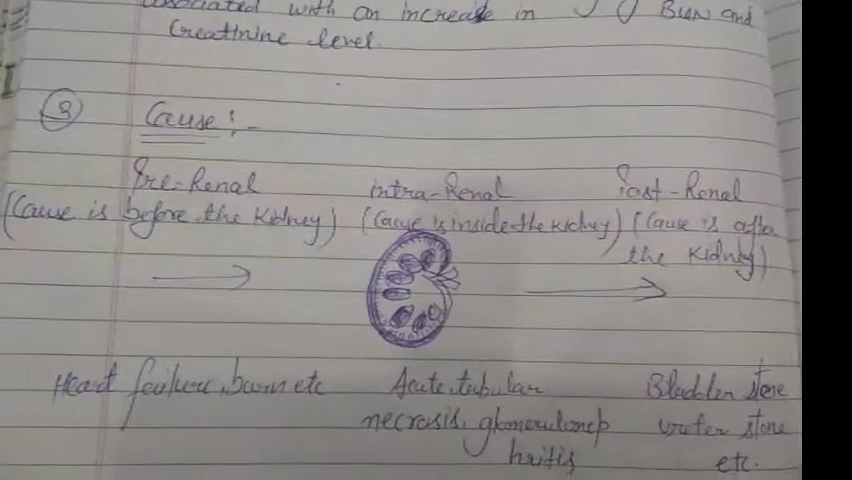 associated with an increase in BUN and
Creatinine level.
3 Cause :-
Pre-Renal intra-Renal Post-Renal
(Cause is before the Kidney) (Cause is inside the kidney) (Cause is after
the Kidney)
Heart failure, burn etc Acute tubular Bladder stone
necrosis, glomerulonep ureter stone
hritis etc.